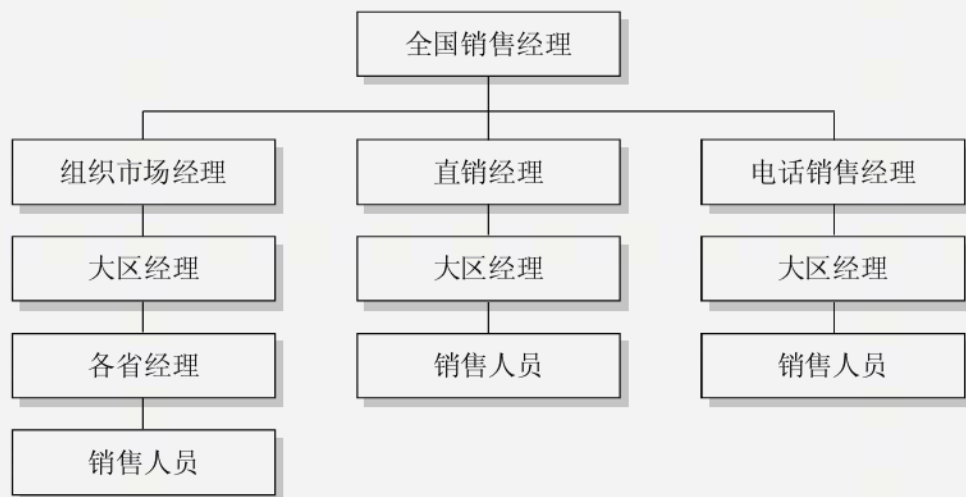 全国销售经理
组织市场经理
直销经理
电话销售经理
大区经理
大区经理
大区经理
各省经理
销售人员
销售人员
销售人员